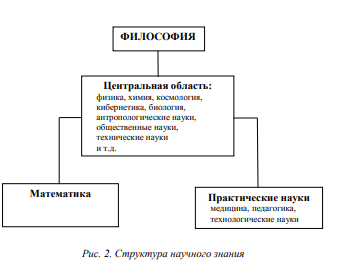 ФИЛОСОФИЯ
Центральная область:
физика, химия, космология,
кибернетика, биология,
антропологические науки,
общественные науки,
технические науки
и т.д.
Математика
Практические науки
медицина, педагогика,
технологические науки
Рис. 2. Структура научного знания